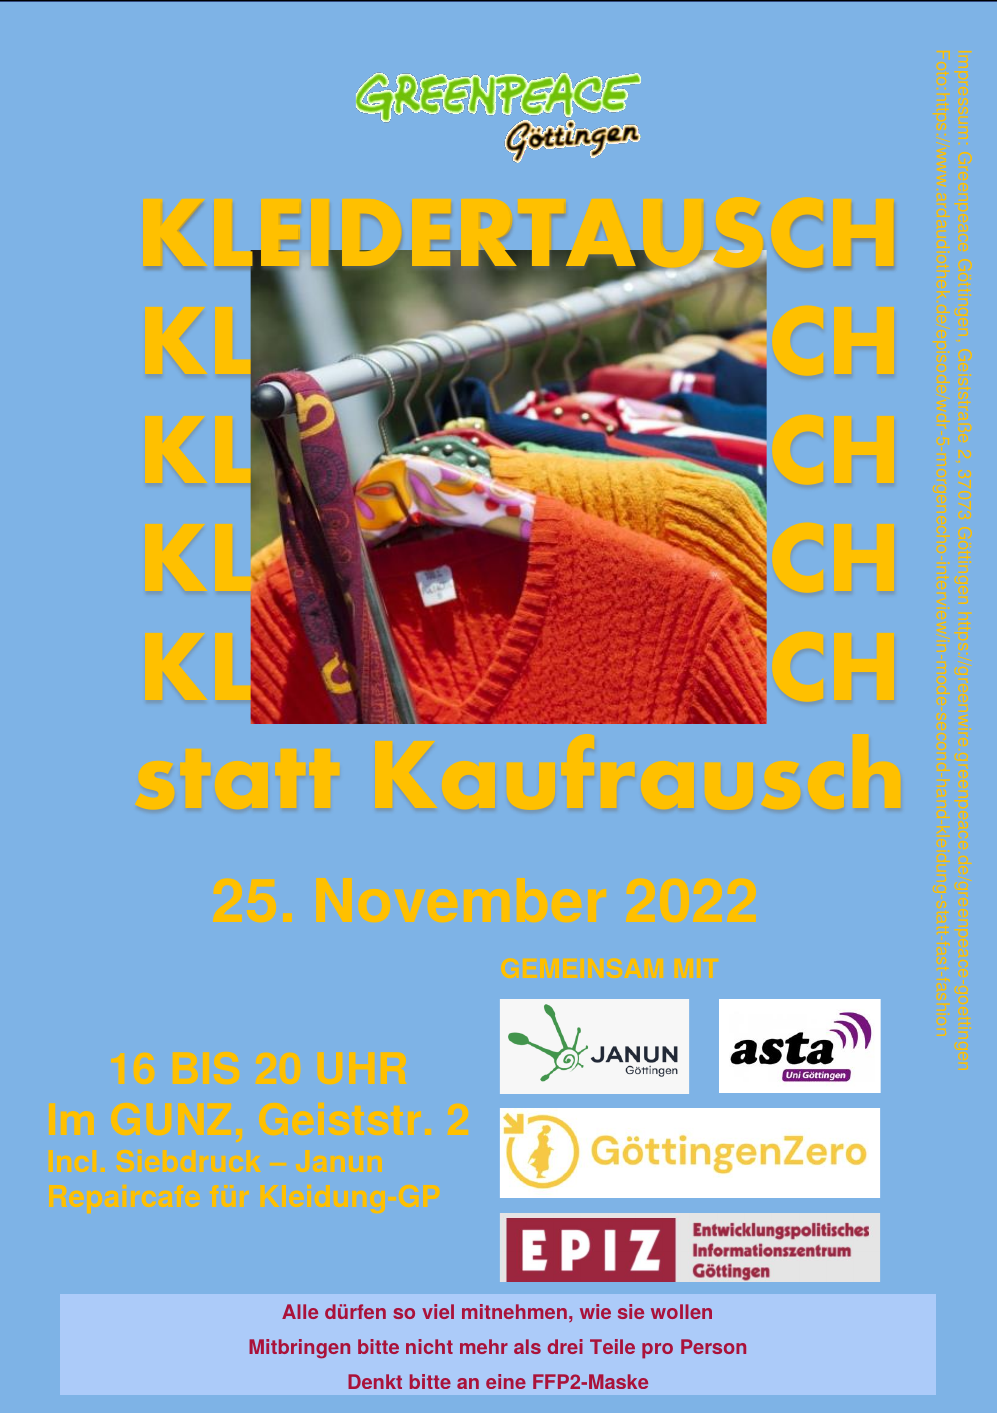 GREENPEACE
Göttingen
KLEIDERTAUSCH
KL CH
KL CH
KL CH
KL CH
statt Kaufrausch
25. November 2022
GEMEINSAM MIT
JANUN
Göttingen
asta
Uni Göttingen
GöttingenZero
EPIZ
Entwicklungspolitisches
Informationszentrum
Göttingen
16 BIS 20 UHR
Im GUNZ, Geiststr. 2
Incl. Siebdruck – Janun
Repaircafe für Kleidung-GP
Alle dürfen so viel mitnehmen, wie sie wollen
Mitbringen bitte nicht mehr als drei Teile pro Person
Denkt bitte an eine FFP2-Maske
Impressum: Greenpeace Göttingen, Geiststraße 2, 37073 Göttingen https://greenwire.greenpeace.de/greenpeace-goettingen
Foto:https://www.ardaudiothek.de/episode/wdr-5-morgenecho-interview/in-mode-second-hand-kleidung-statt-fast-fashion